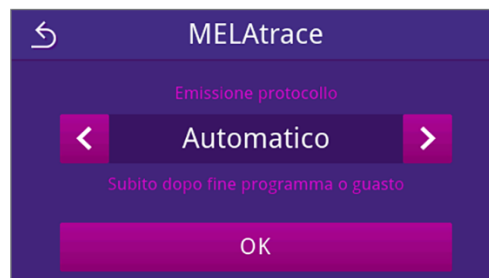 MELAtrace
Emissione protocollo
Automatico
Subito dopo fine programma o guasto
OK